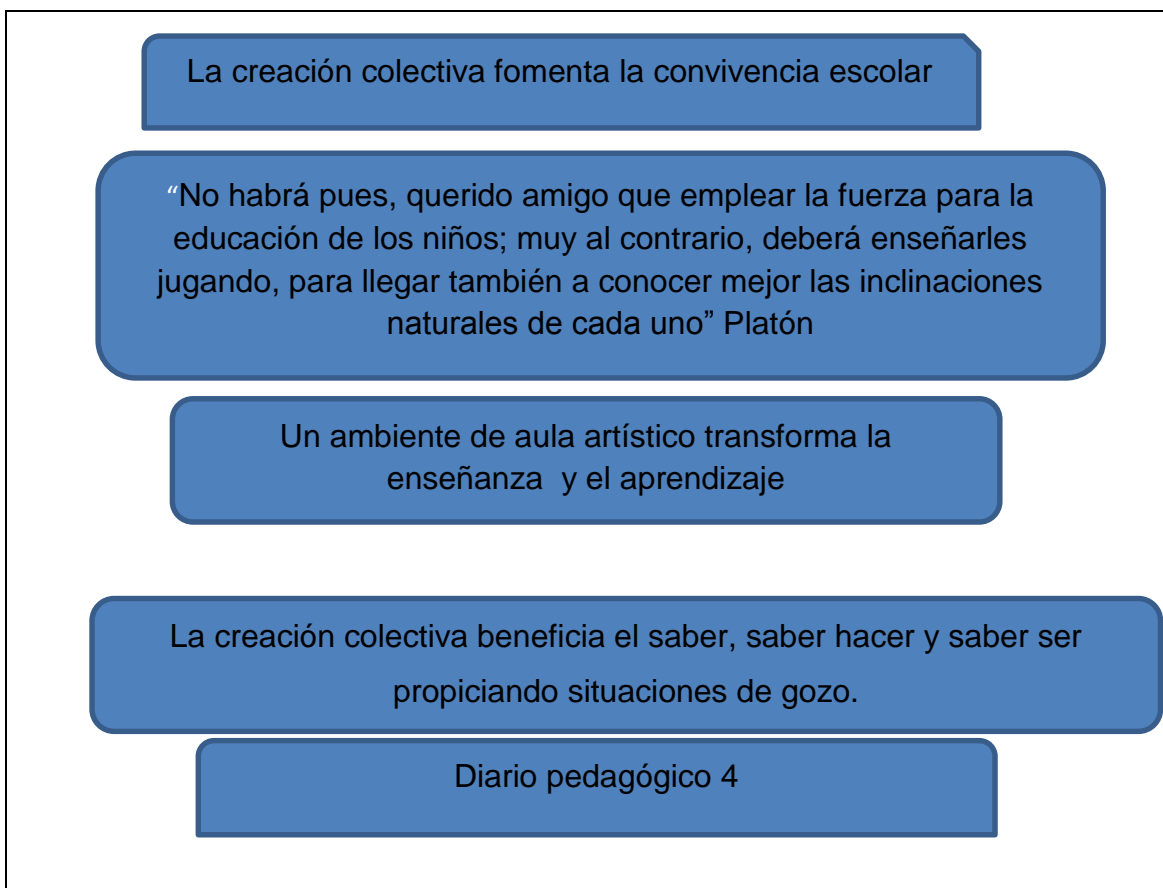 La creación colectiva fomenta la convivencia escolar
“No habrá pues, querido amigo que emplear la fuerza para la
educación de los niños; muy al contrario, deberá enseñarles
jugando, para llegar también a conocer mejor las inclinaciones
naturales de cada uno” Platón
Un ambiente de aula artístico transforma la
enseñanza  y el aprendizaje
La creación colectiva beneficia el saber, saber hacer y saber ser
propiciando situaciones de gozo.
Diario pedagógico 4